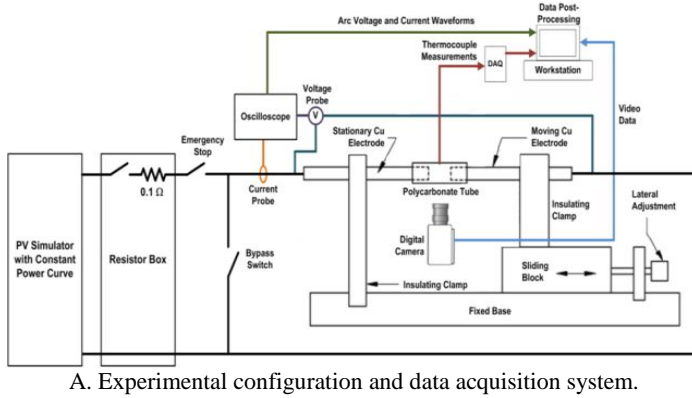 Arc Voltage and Current Waveforms
Data Post-
Processing
Thermocouple
Measurements
DAQ
Workstation
Voltage
Probe
V
Oscilloscope
Video
Data
Emergency
Stop
Stationary Cu
Electrode
Moving Cu
Electrode
0.1 Ω
Current
Probe
Polycarbonate Tube
Insulating
Clamp
Lateral
Adjustment
PV Simulator
with Constant
Power Curve
Resistor Box
Bypass
Switch
Digital
Camera
Sliding
Block
Insulating Clamp
Fixed Base
A. Experimental configuration and data acquisition system.